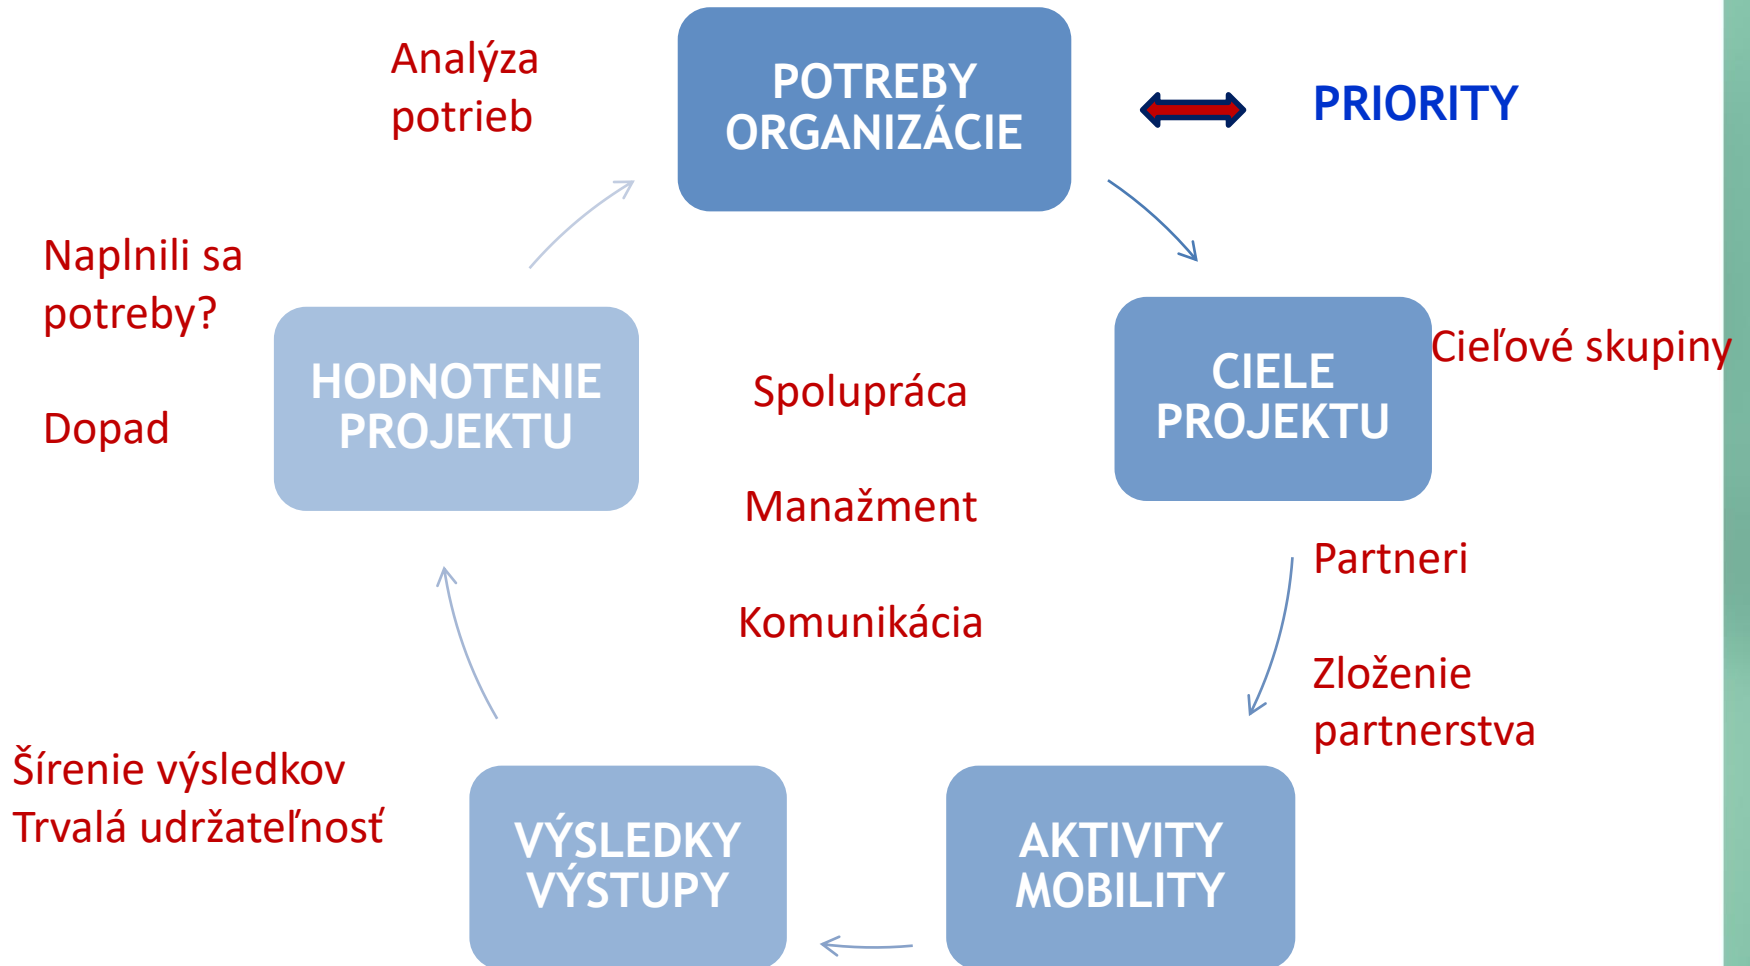 Analýza
potrieb
POTREBY
ORGANIZÁCIE
PRIORITY
Naplnili sa
potreby?
Dopad
HODNOTENIE
PROJEKTU
Spolupráca
Manažment
Komunikácia
CIELE
PROJEKTU
Cieľové skupiny
Partneri
Zloženie
partnerstva
Šírenie výsledkov
Trvalá udržateľnosť
VÝSLEDKY
VÝSTUPY
AKTIVITY
MOBILITY